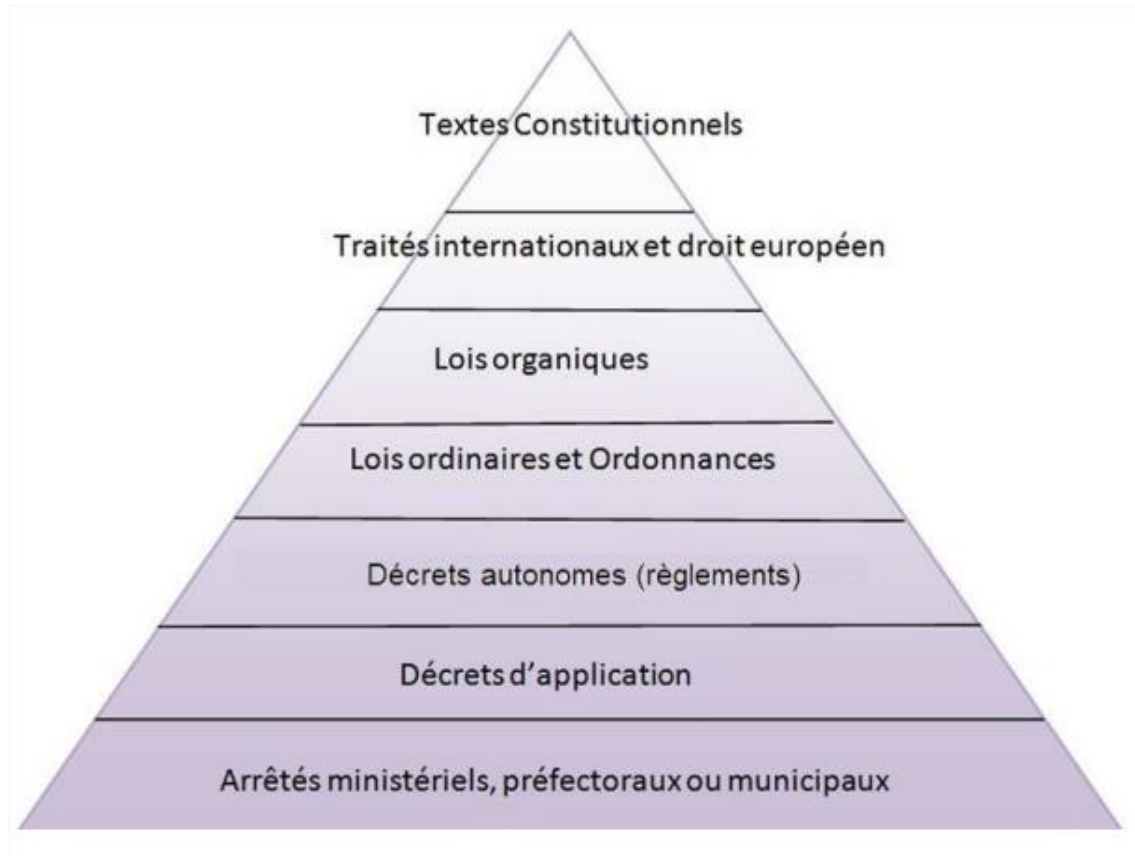 Textes Constitutionnels
Traités internationaux et droit européen
Lois organiques
Lois ordinaires et Ordonnances
Décrets autonomes (règlements)
Décrets d’application
Arrêtés ministériels, préfectoraux ou municipaux